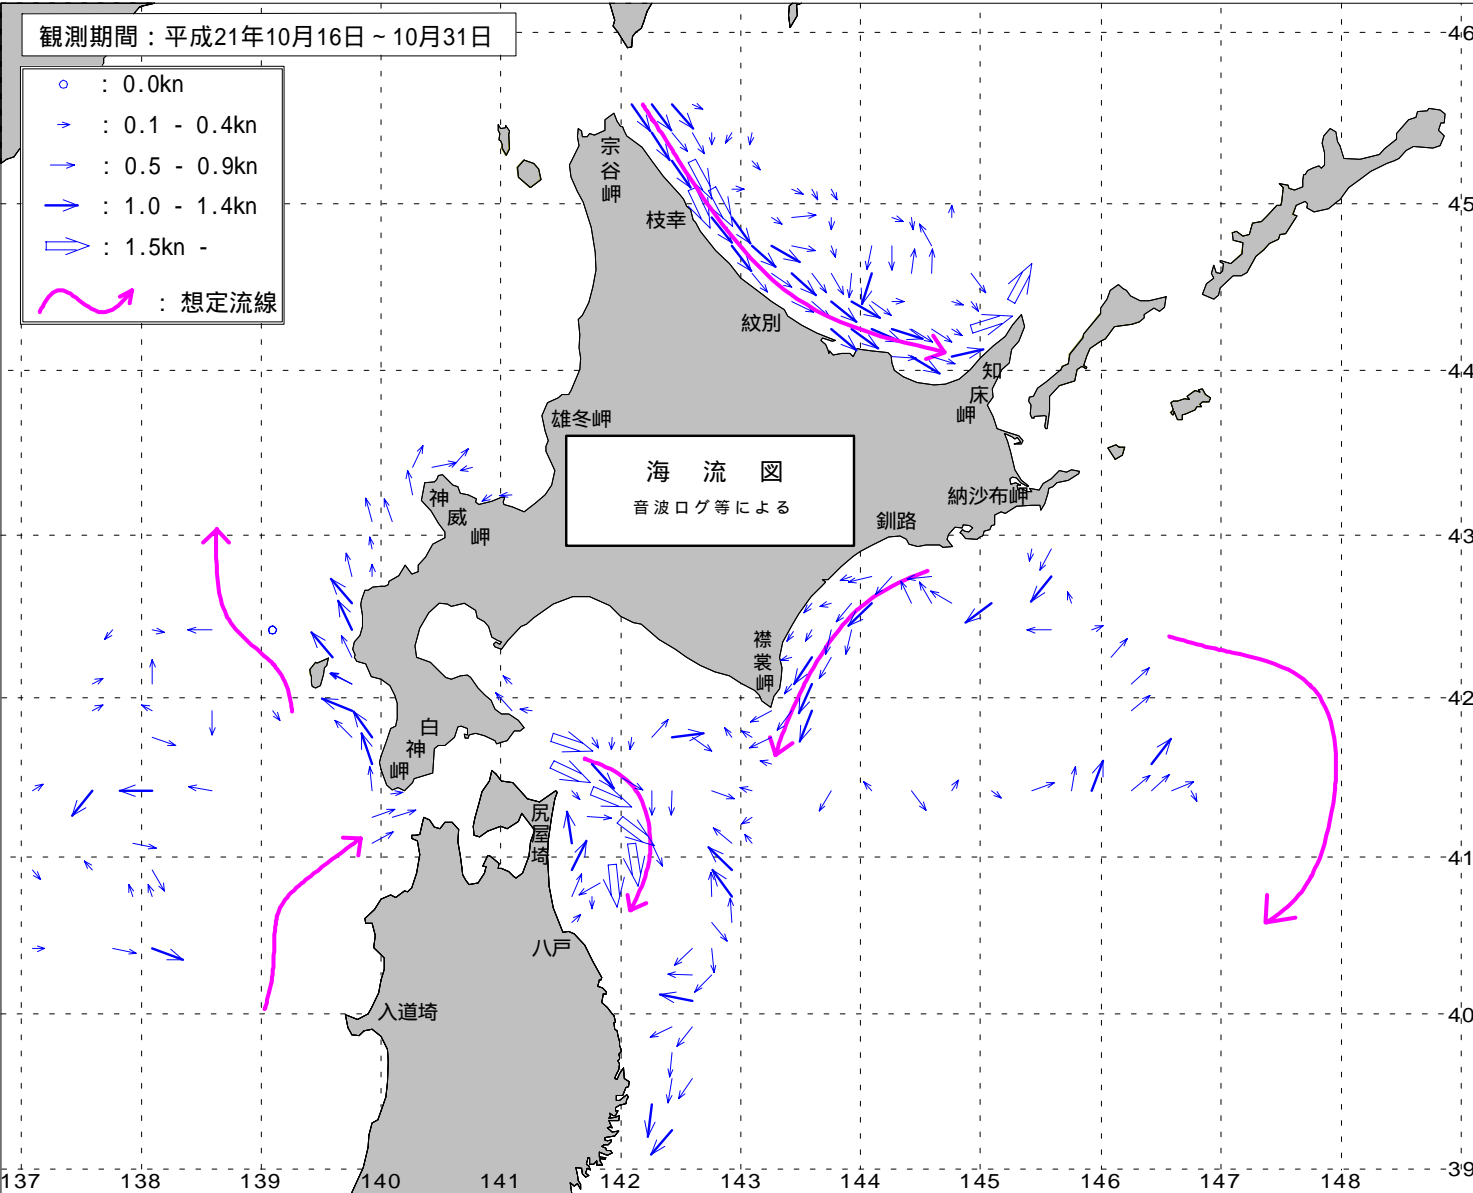 観測期間：平成21年10月16日～10月31日
：0.0kn
：0.1 - 0.4kn
：0.5 - 0.9kn
：1.0 - 1.4kn
：1.5kn -
：想定流線
宗谷岬
枝幸
紋別
知床岬
雄冬岬
海流図
音波ログ等による
納沙布岬
釧路
神威岬
襟裳岬
白神岬
尻屋埼
八戸
入道埼
46
45
44
43
42
41
40
39
137 138 139 140 141 142 143 144 145 146 147 148